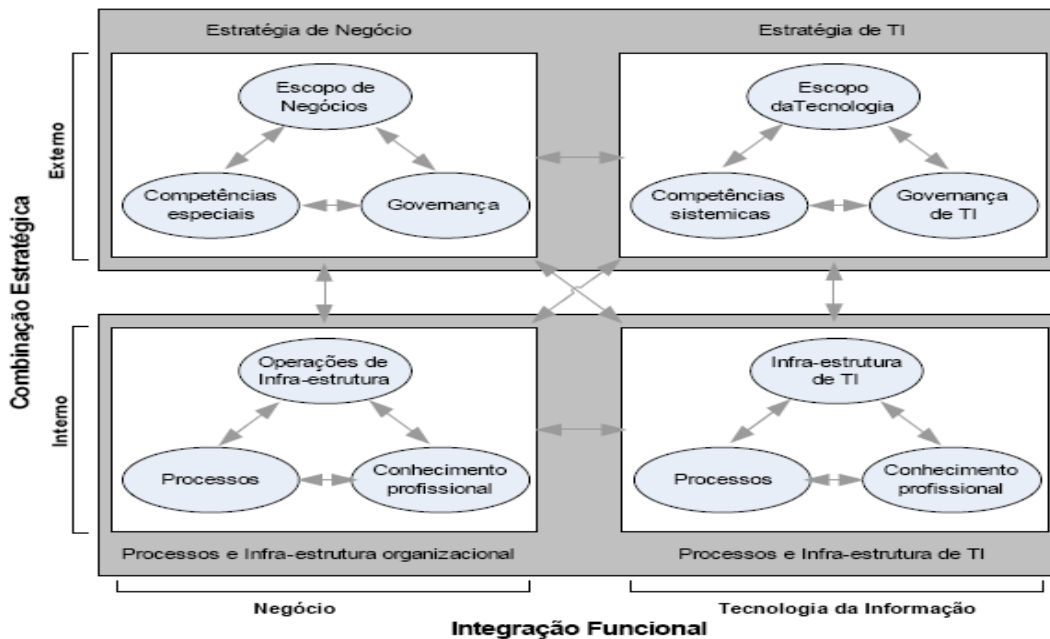 Estratégia de Negócio
Estratégia de TI
Escopo de
Negócios
Escopo
daTecnologia
Externo
Competências
especiais
Governança
Competências
sistemicas
Governança
de TI
Combinação Estratégica
Operações de
Infra-estrutura
Infra-estrutura
de TI
Interno
Processos
Conhecimento
profissional
Processos
Conhecimento
profissional
Processos e Infra-estrutura organizacional
Processos e Infra-estrutura de TI
Negócio
Tecnologia da Informação
Integração Funcional